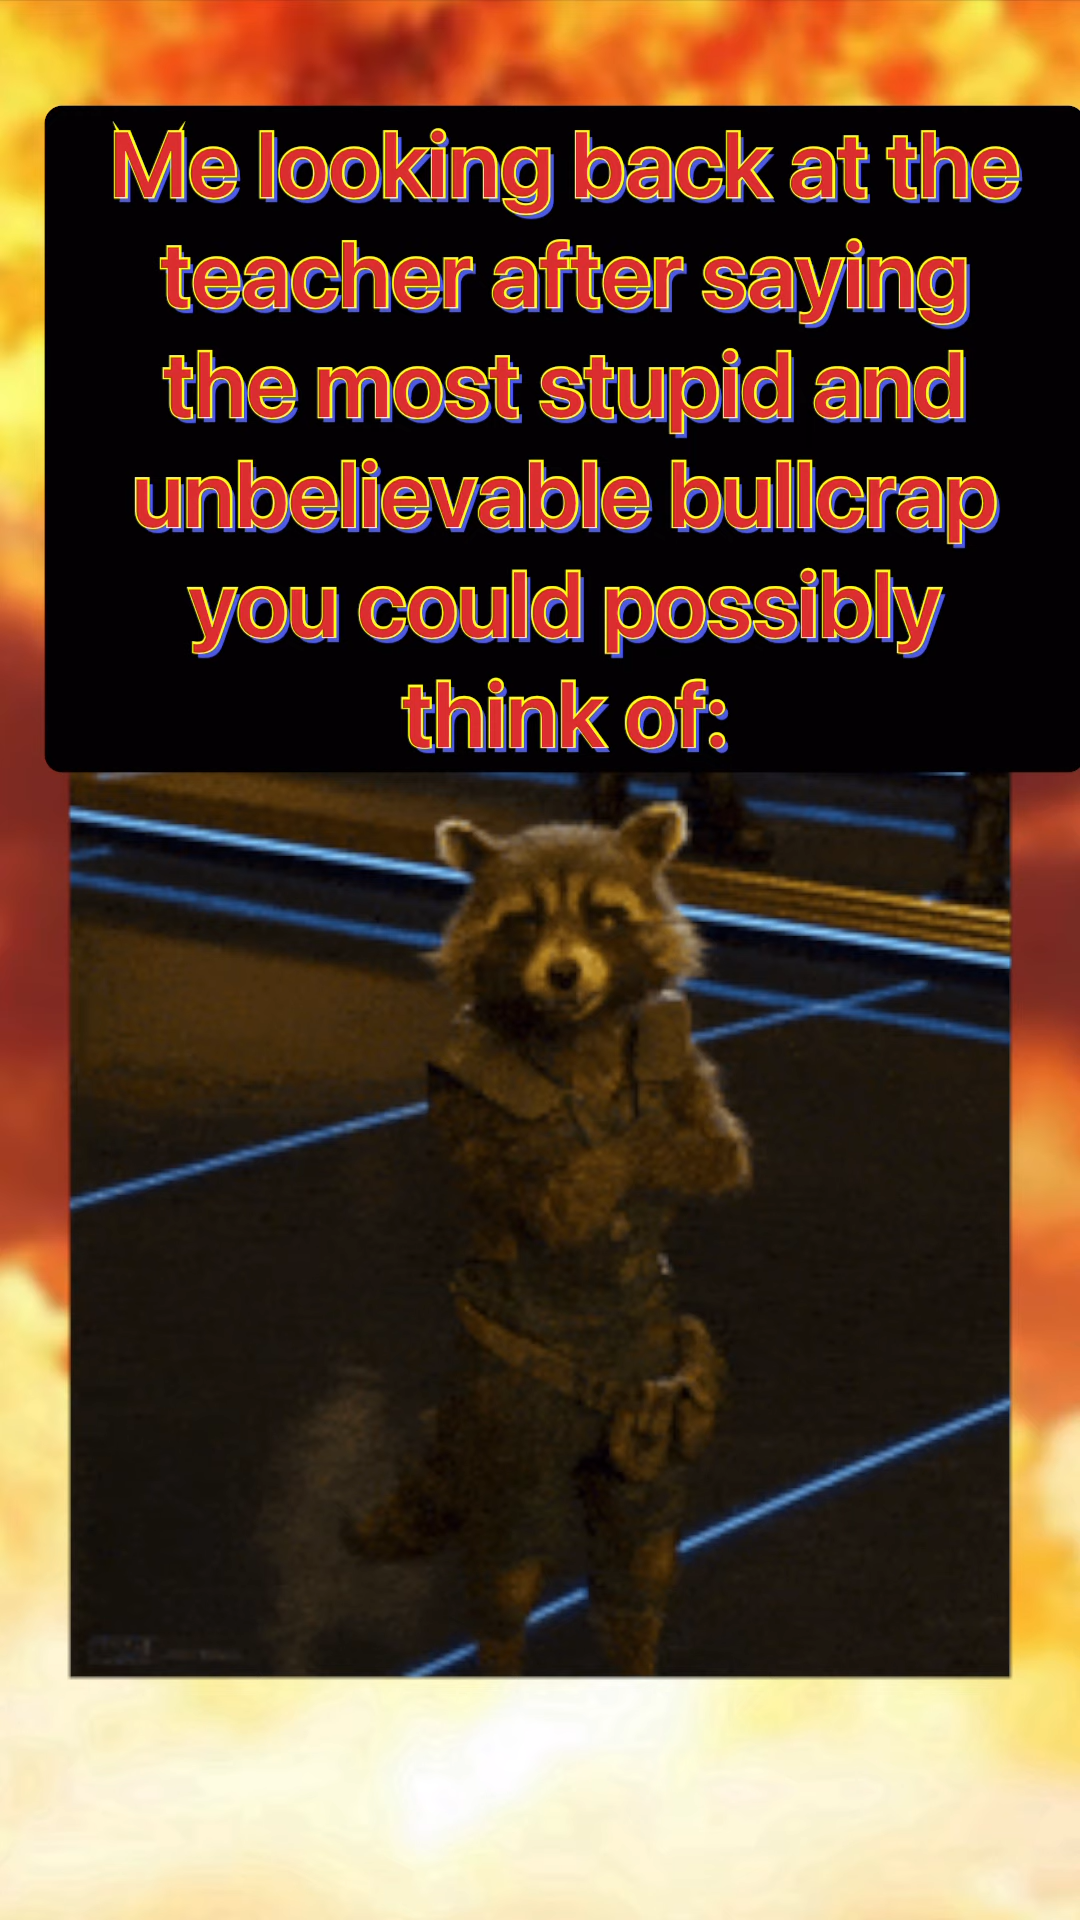 Me looking back at the
teacher after saying
the most stupid and
unbelievable bullcrap
you could possibly
think of: